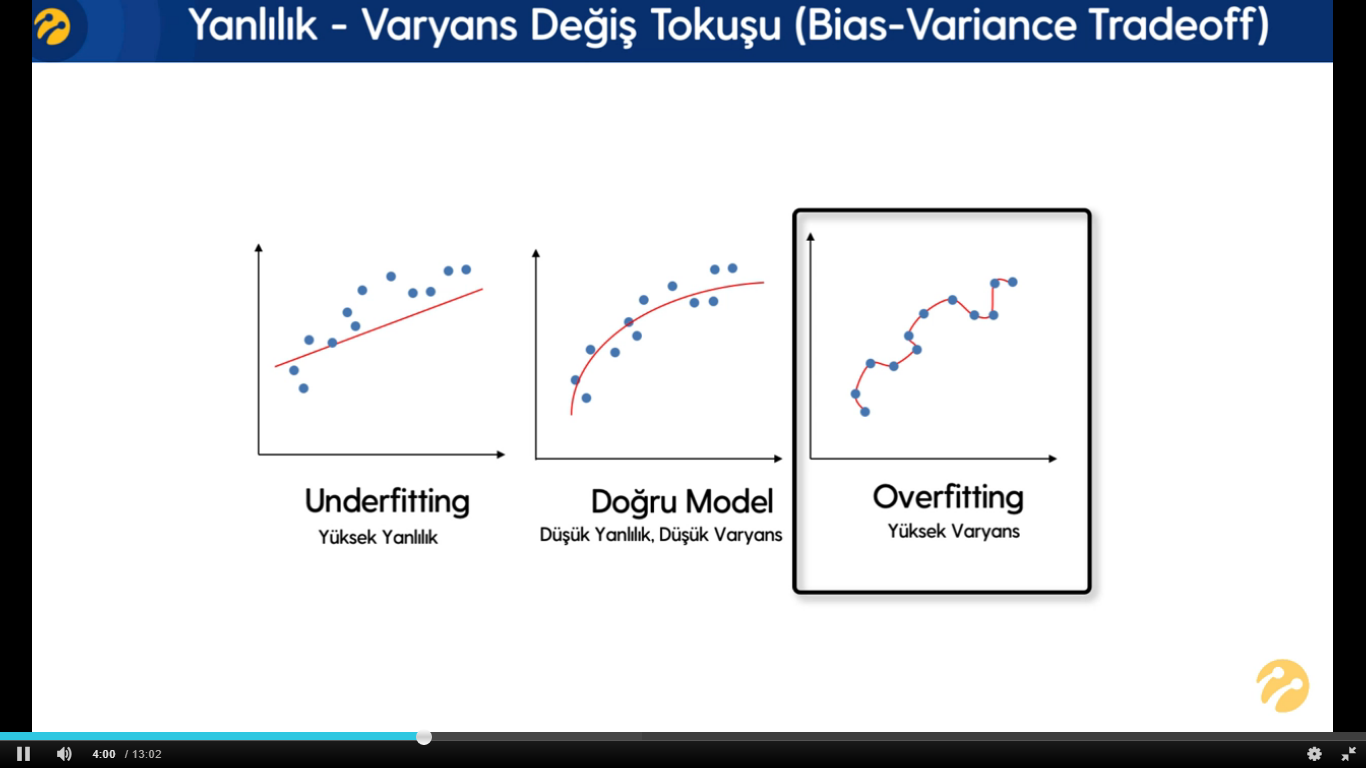 Yanlılık - Varyans Değiş Tokuşu (Bias-Variance Tradeoff)
Underfitting
Yüksek Yanlılık
Doğru Model
Düşük Yanlılık, Düşük Varyans
Overfitting
Yüksek Varyans
4:00 / 13:02